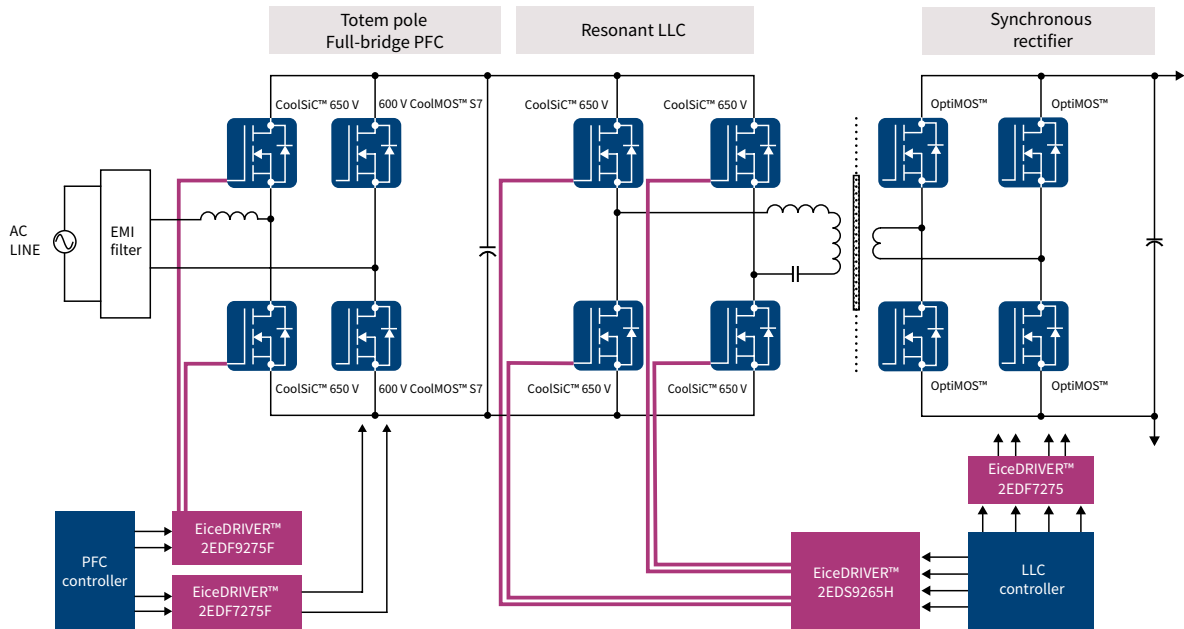 Totem pole
Full-bridge PFC
Resonant LLC
Synchronous
rectifier
CoolSiC™ 650 V
600 V CoolMOS™ S7
CoolSiC™ 650 V
CoolSiC™ 650 V
OptiMOS™
OptiMOS™
AC
LINE
EMI
filter
CoolSiC™ 650 V
600 V CoolMOS™ S7
CoolSiC™ 650 V
CoolSiC™ 650 V
OptiMOS™
OptiMOS™
EiceDRIVER™
2EDF7275
PFC
controller
EiceDRIVER™
2EDF9275F
EiceDRIVER™
2EDF7275F
EiceDRIVER™
2EDS9265H
LLC
controller